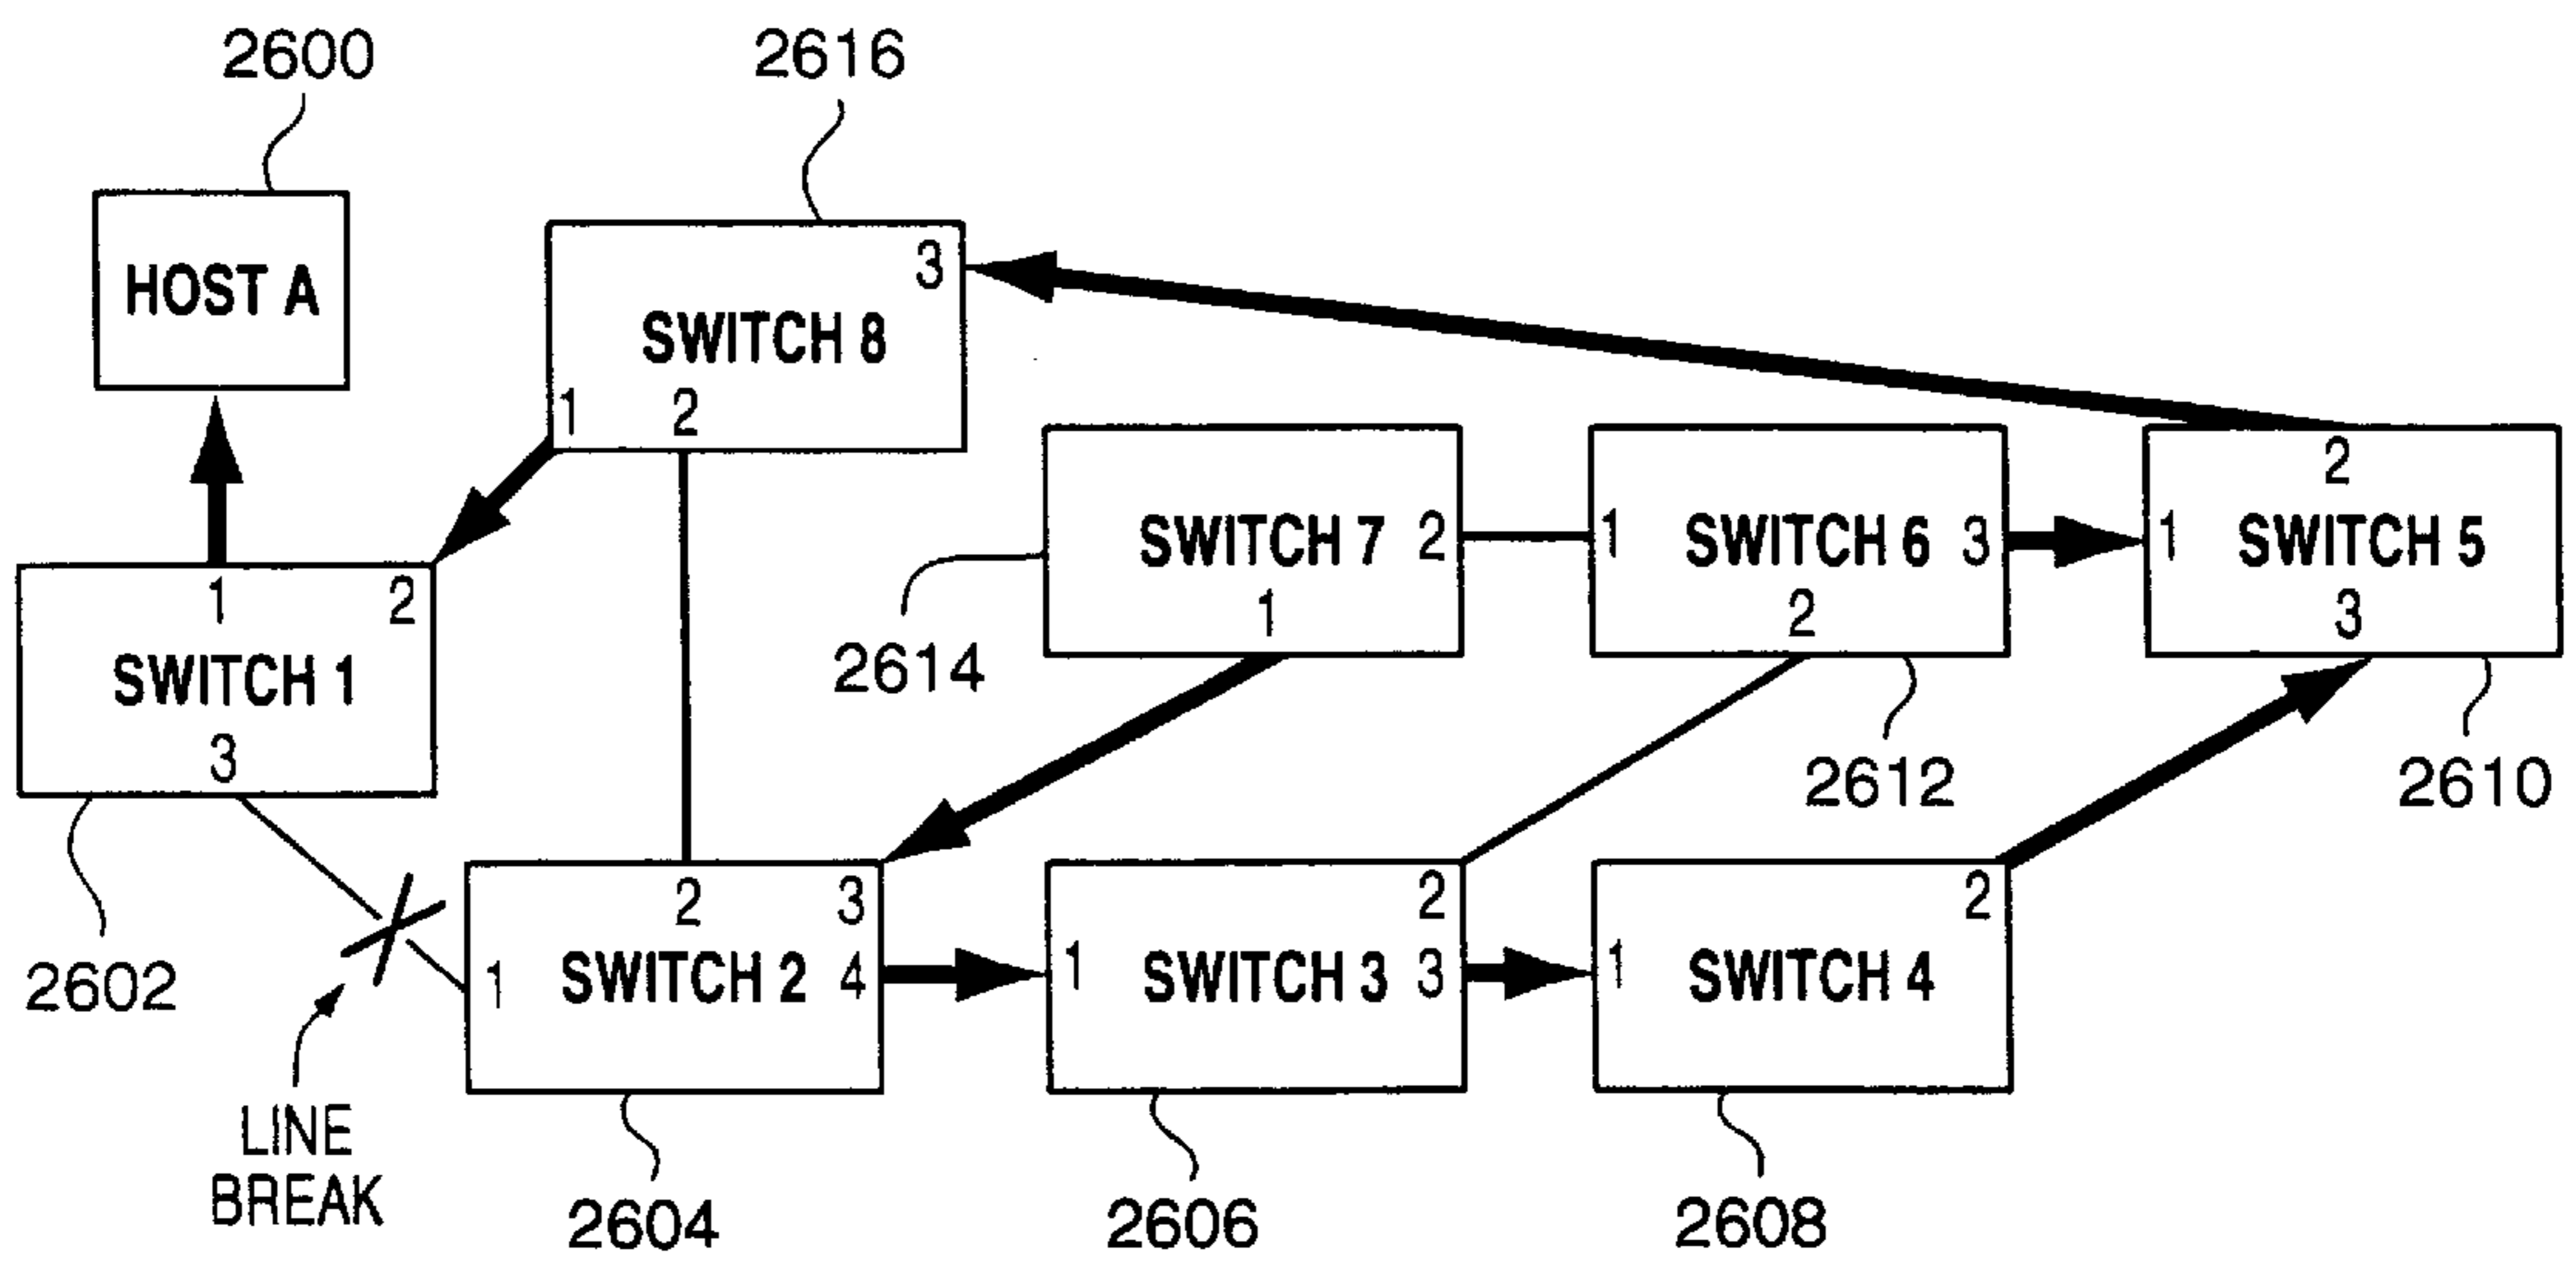 2600
2616
HOST A
3
SWITCH 8
1 2
2
1 2
SWITCH 7 2
1
1 SWITCH 6 3
2
1 SWITCH 5
3
SWITCH 1
3
2614
2612
2610
2 3
1 SWITCH 2 4
2
1 SWITCH 3 3
2
1 SWITCH 4
2602
LINE
BREAK
2604
2606
2608